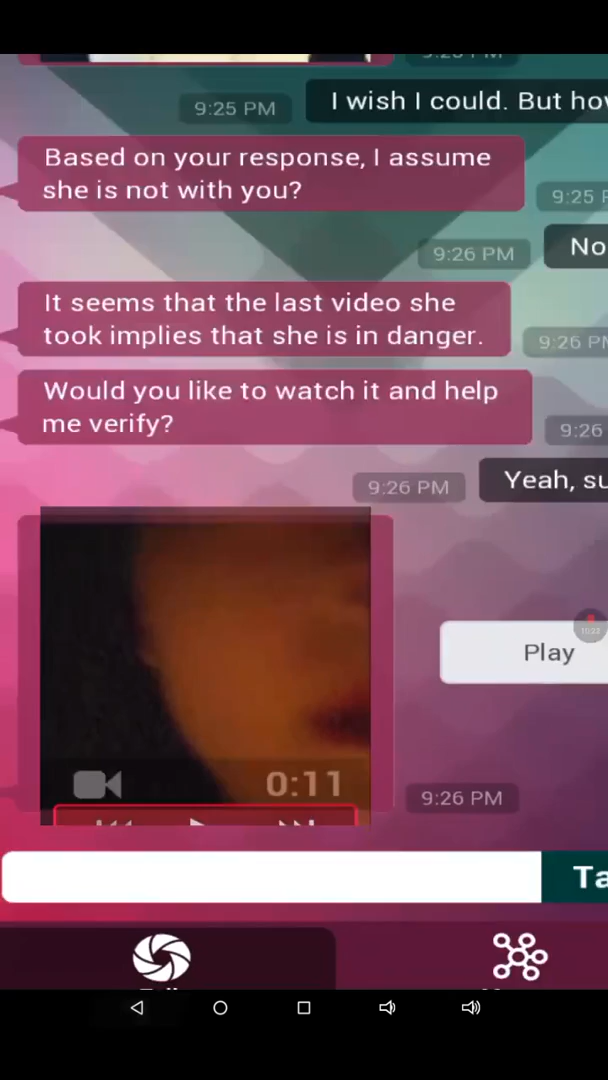 9:25 PM
I wish I could. But
Based on your response, I assume
she is not with you?
9:25
9:26 PM
No
It seems that the last video she
took implies that she is in danger.
9:26 PM
Would you like to watch it and help
me verify?
9:26
9:26 PM
Yeah,
Play
0:11
9:26 PM